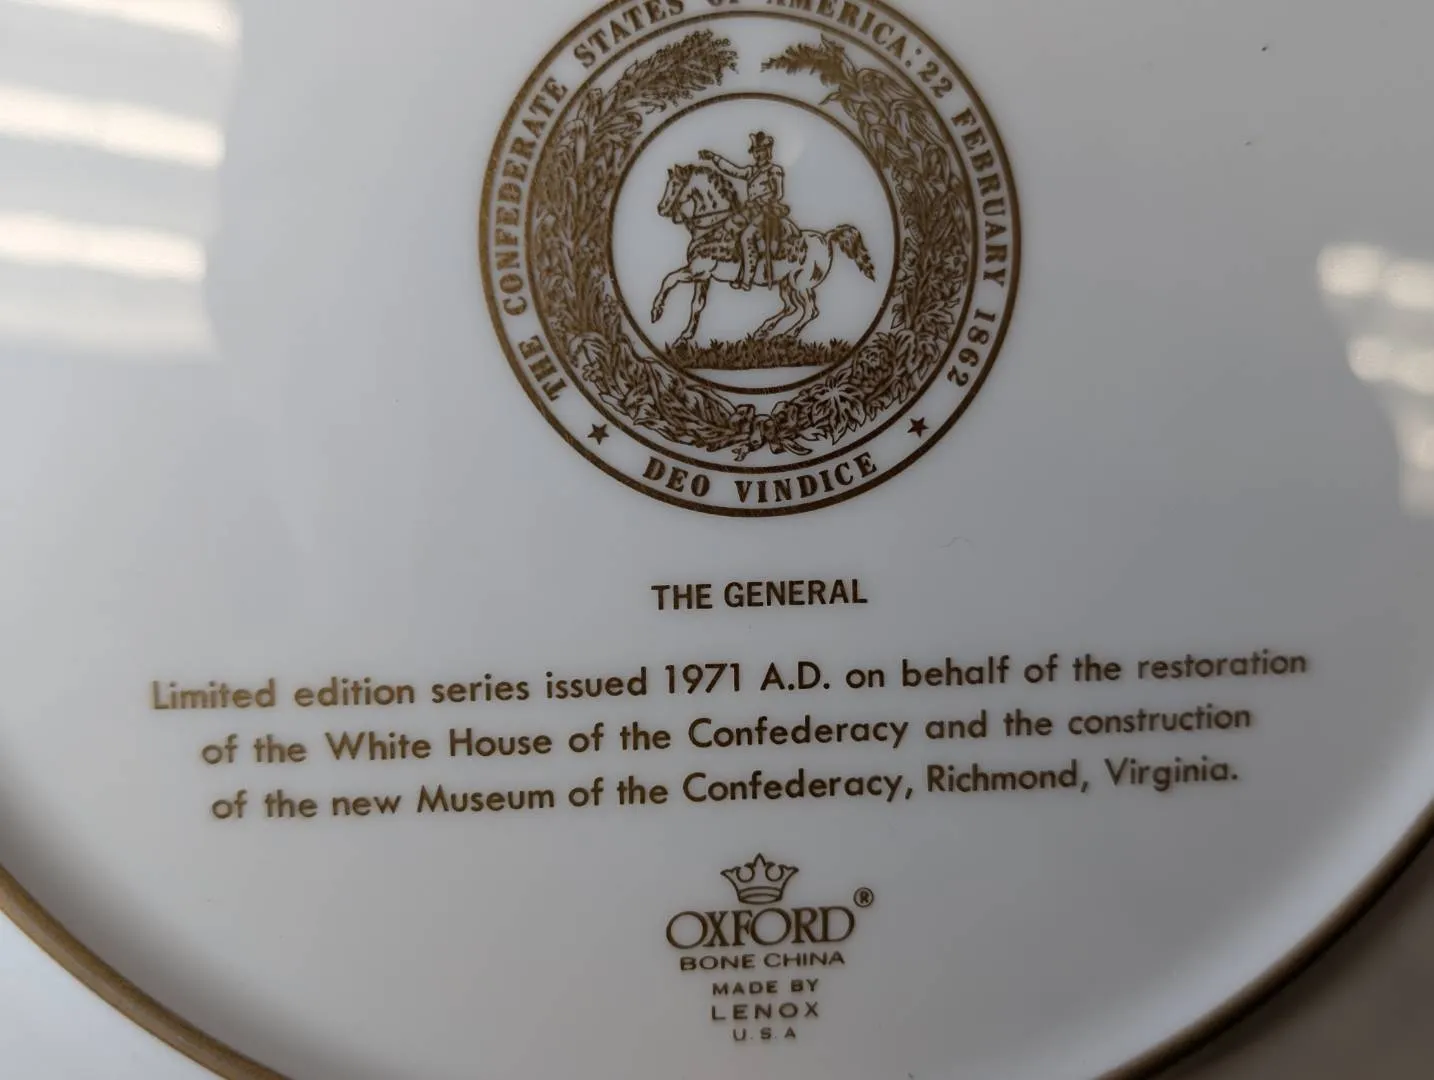 THE CONFEDERATE STATES OF AMERICA: 22 FEBRUARY 1862
DEO VINDICE
THE GENERAL
Limited edition series issued 1971 A.D. on behalf of the restoration
of the White House of the Confederacy and the construction
of the new Museum of the Confederacy, Richmond, Virginia.
OXFORD®
BONE CHINA
MADE BY
LENOX
U.S.A